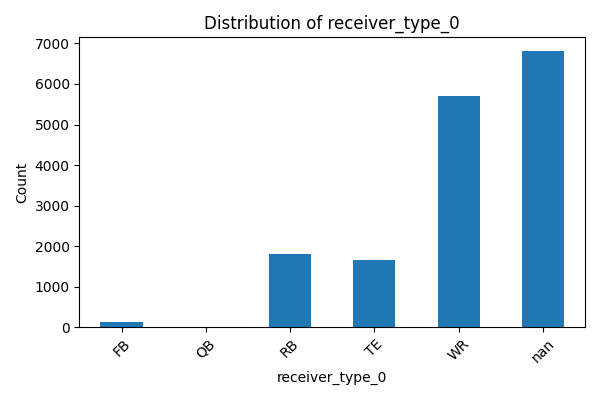 Distribution of receiver_type_0
7000
6000
5000
4000
3000
2000
1000
0
Count
FB
QB
RB
TE
WR
nan
receiver_type_0